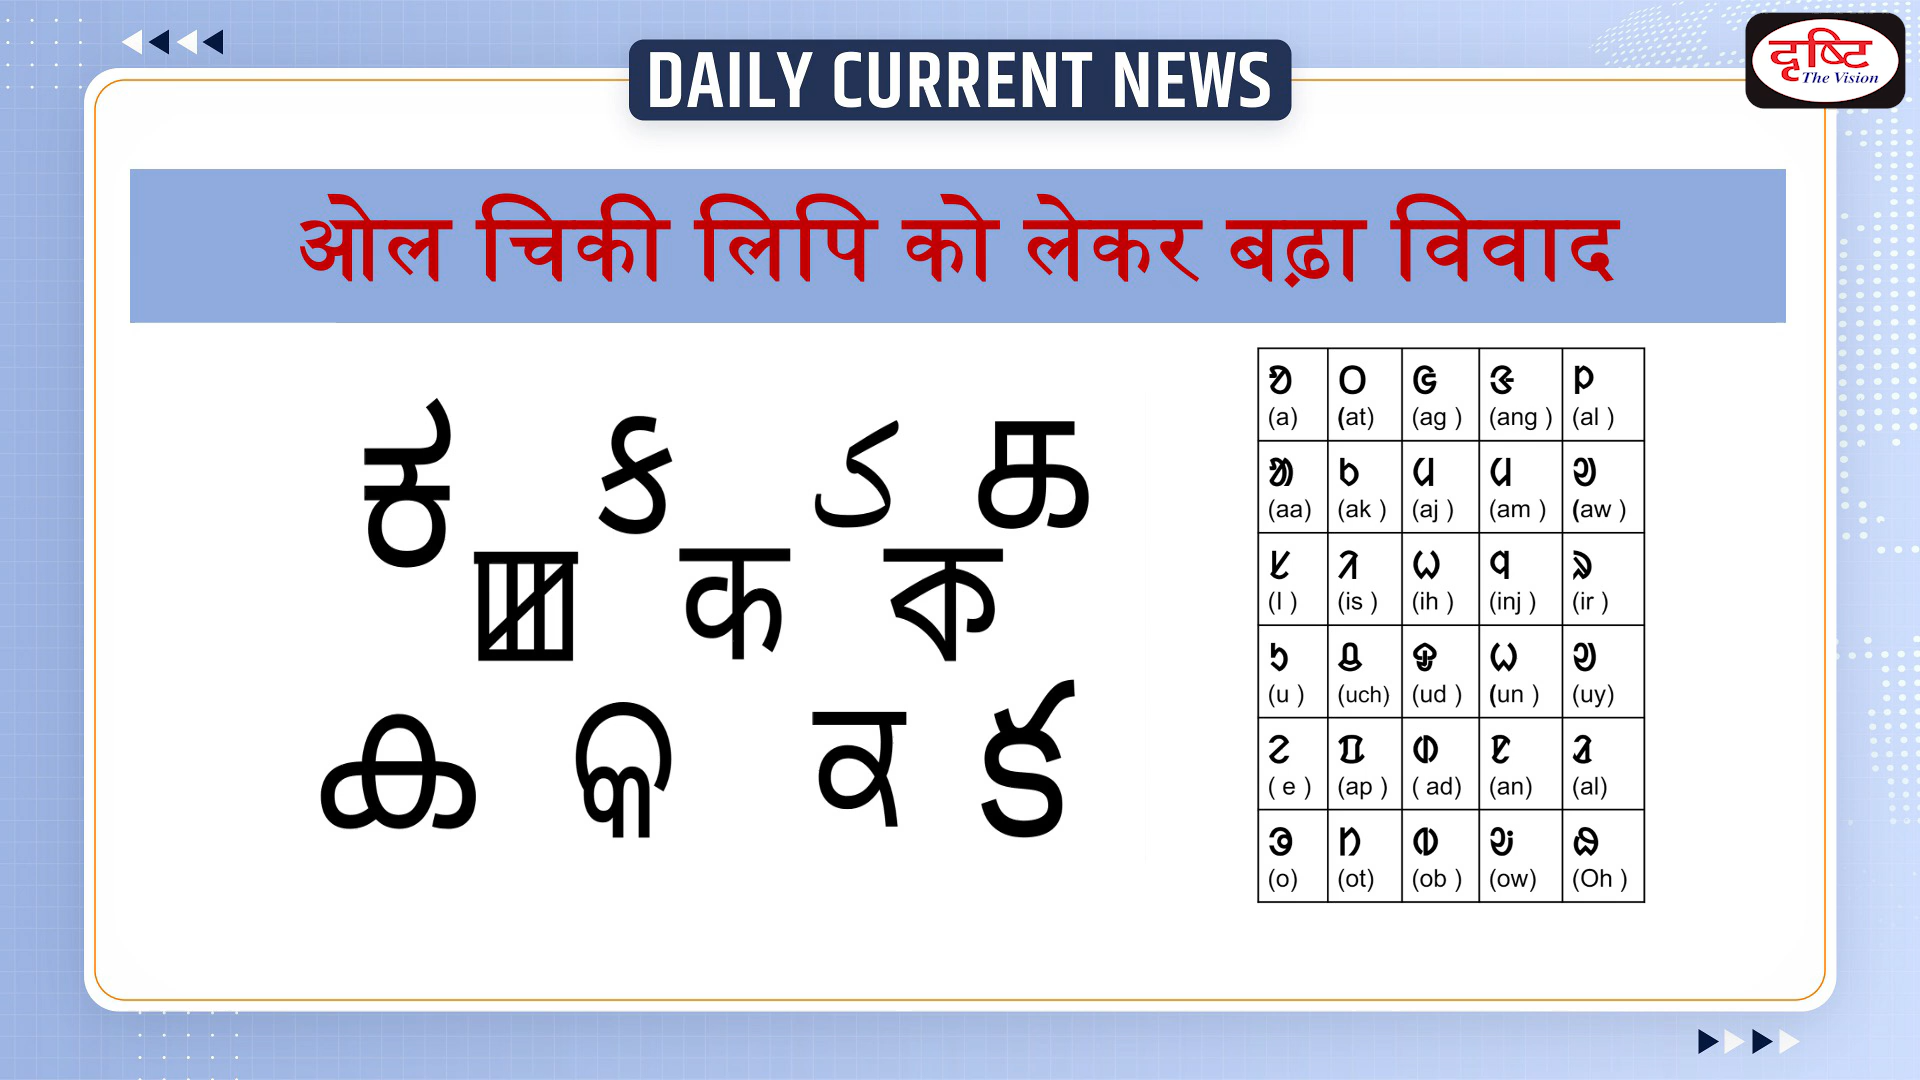 DAILY CURRENT NEWS
दृष्टि
The Vision
ओल चिकी लिपि को लेकर बढ़ा विवाद
ಕ ક க
क ক
ക କ ਕ క
ᱚ ᱛ ᱜ ᱝ ᱞ
(a) (at) (ag ) (ang ) (al )
ᱟ ᱠ ᱡ ᱢ ᱣ
(aa) (ak ) (aj ) (am ) (aw )
ᱤ ᱥ ᱦ ᱧ ᱨ
(I ) (is ) (ih ) (inj ) (ir )
ᱩ ᱪ ᱫ ᱬ ᱭ
(u ) (uch) (ud ) (un ) (uy)
ᱮ ᱯ ᱰ ᱱ ᱲ
( e ) (ap ) ( ad) (an) (al)
ᱳ ᱴ ᱵ ᱶ ᱷ
(o) (ot) (ob ) (ow) (Oh )